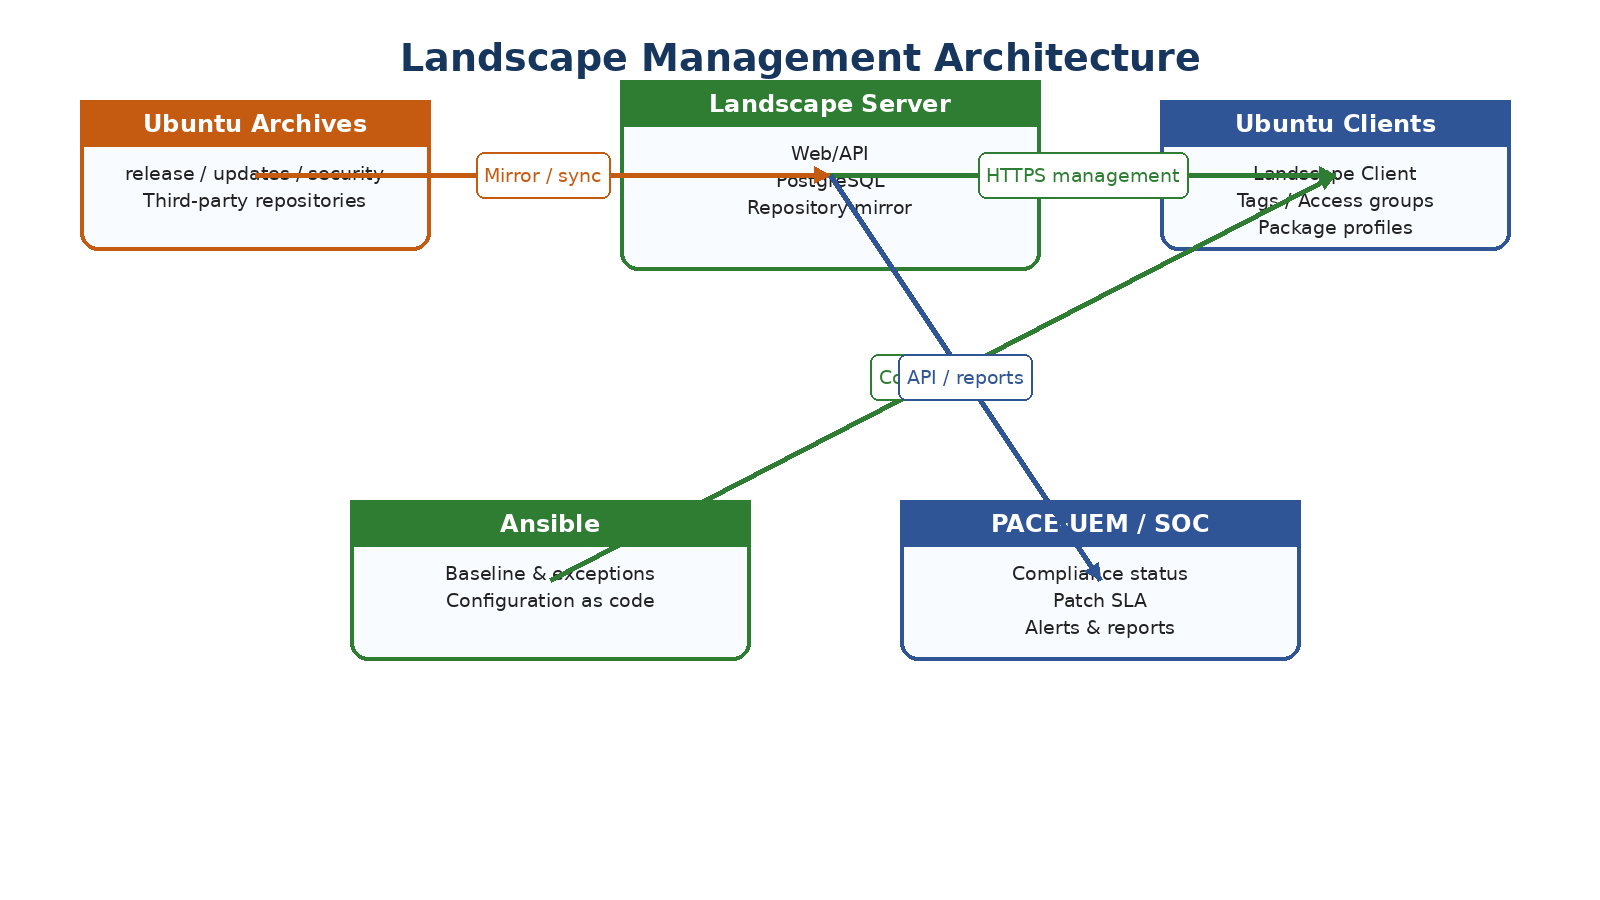 Landscape Management Architecture
Ubuntu Archives
release / updates / security
Third-party repositories
Mirror / sync
Landscape Server
Web/API
PostgreSQL
Repository mirror
HTTPS management
Ubuntu Clients
Landscape Client
Tags / Access groups
Package profiles
API / reports
Ansible
Baseline & exceptions
Configuration as code
PACE UEM / SOC
Compliance status
Patch SLA
Alerts & reports